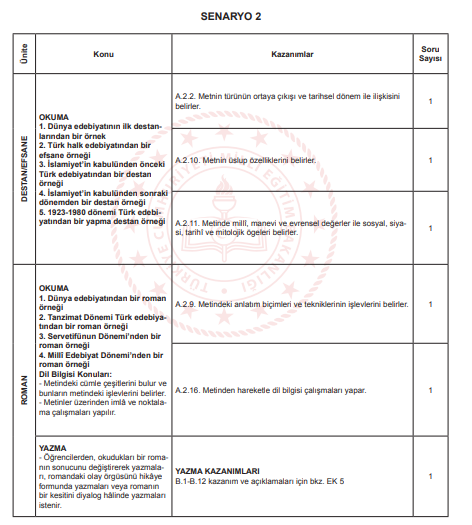 SENARYO 2
Ünite
Konu
Kazanımlar
Soru
Sayısı
DESTAN/EFSANE
OKUMA
1. Dünya edebiyatının ilk destan-
larından bir örnek
2. Türk halk edebiyatından bir
efsane örneği
3. İslamiyet'in kabulünden önceki
Türk edebiyatından bir destan
örneği
4. İslamiyet'in kabulünden sonraki
dönemden bir destan örneği
5. 1923-1980 dönemi Türk edebi-
yatından bir yapma destan örneği
A.2.2. Metnin türünün ortaya çıkışı ve tarihsel dönem ile ilişkisini
belirler.
1
A.2.10. Metnin üslup özelliklerini belirler.
1
A.2.11. Metinde millî, manevi ve evrensel değerler ile sosyal, siya-
si, tarihî ve mitolojik ögeleri belirler.
1
ROMAN
OKUMA
1. Dünya edebiyatından bir roman
örneği
2. Tanzimat Dönemi Türk edebiya-
tından bir roman örneği
3. Servetifünun Dönemi'nden bir
roman örneği
4. Millî Edebiyat Dönemi'nden bir
roman örneği
Dil Bilgisi Konuları:
- Metindeki cümle çeşitlerini bulur ve
bunların metindeki işlevlerini belirler.
- Metinler üzerinden imlâ ve nokta-
lama çalışmaları yapılır.
A.2.9. Metindeki anlatım biçimleri ve tekniklerinin işlevlerini belirler.
1
A.2.16. Metinden hareketle dil bilgisi çalışmaları yapar.
1
YAZMA
- Öğrencilerden, okudukları bir roma-
nın sonucunu değiştirerek yazmala-
rı, romandaki olay örgüsünü hikâye
formunda yazmaları veya romanın
bir kesitini diyalog hâlinde yazmaları
istenir.
YAZMA KAZANIMLARI
B.1-B.12 kazanım ve açıklamaları için bkz. EK 5
1